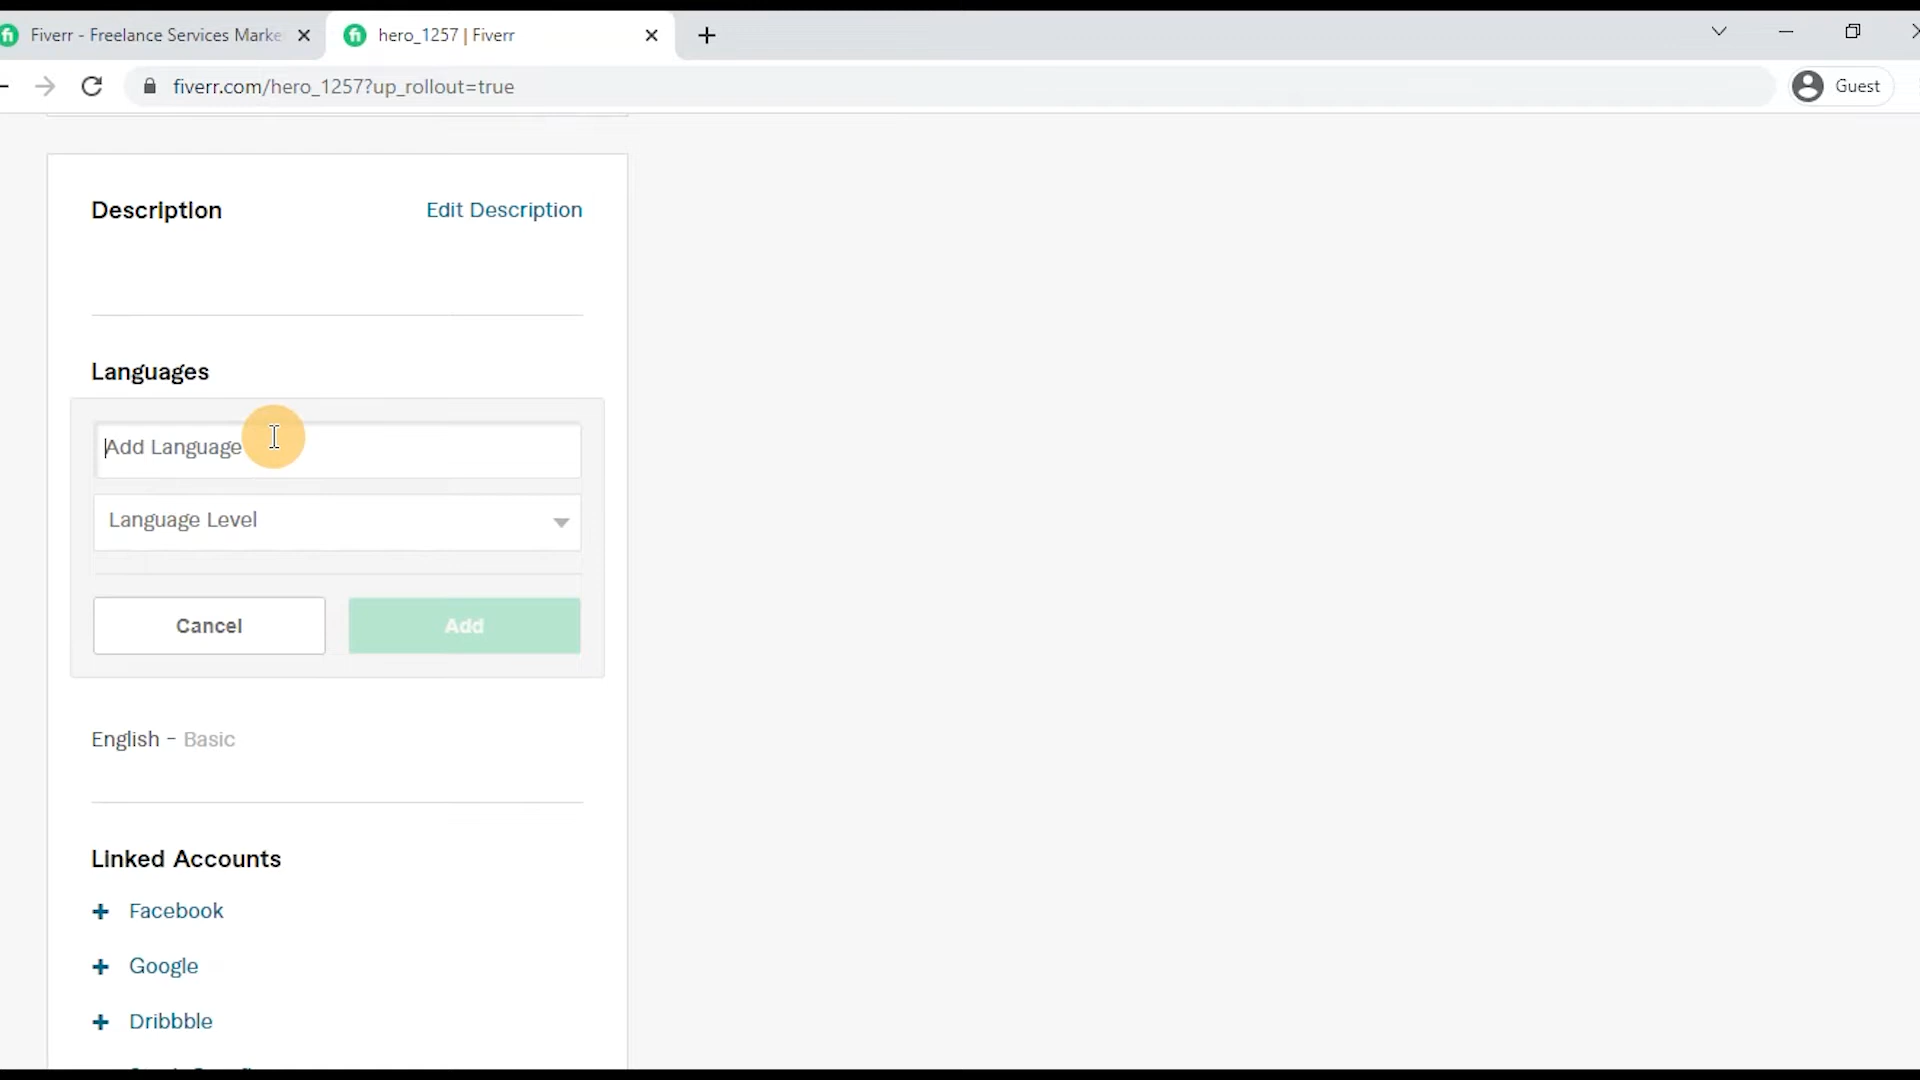 Fiverr - Freelance Services Marke
hero_1257 | Fiverr
fiverr.com/hero_1257?up_rollout=true
Guest
Description
Edit Description
Languages
Add Language
Language Level
Cancel
Add
English - Basic
Linked Accounts
Facebook
Google
Dribbble